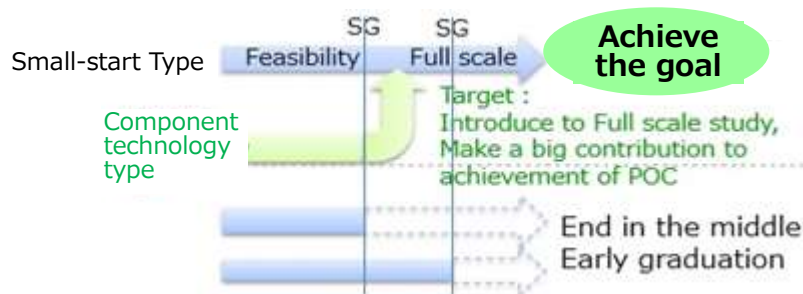 SG SG
Small-start Type Feasibility Full scale Achieve
the goal
Component
technology
type
Target :
Introduce to Full scale study,
Make a big contribution to
achievement of POC
End in the middle
Early graduation